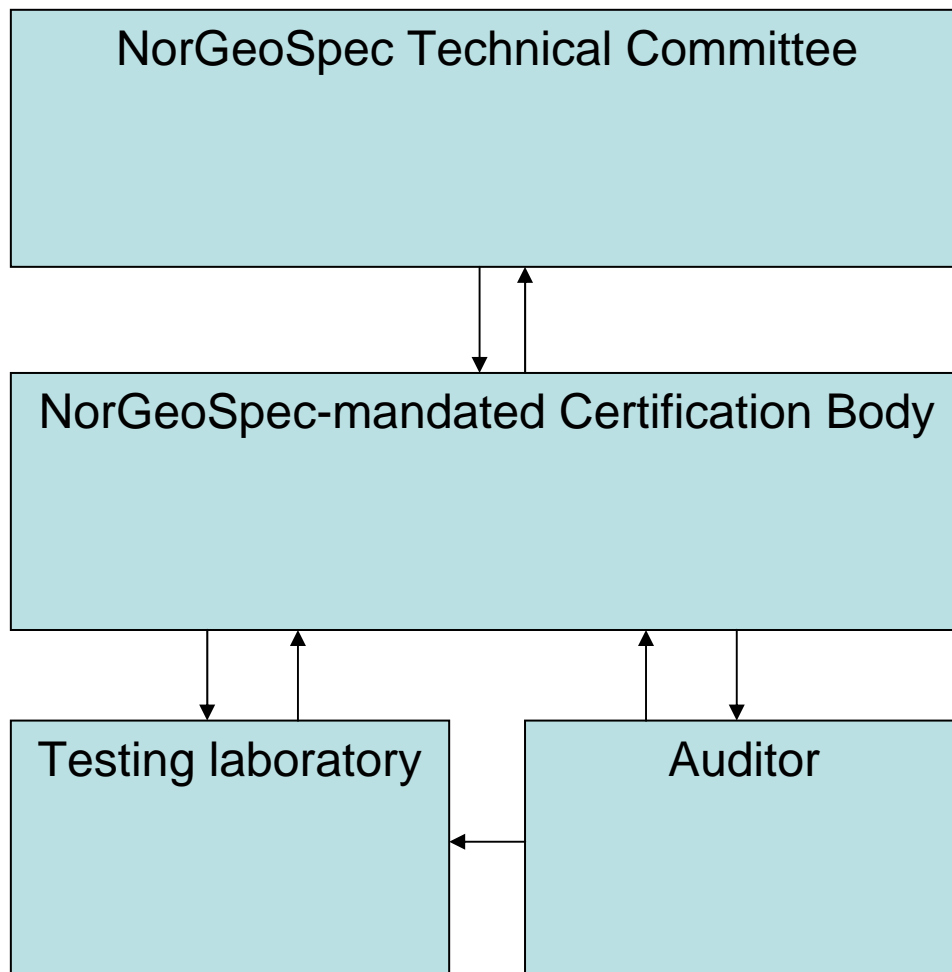 NorGeoSpec Technical Committee
NorGeoSpec-mandated Certification Body
Testing laboratory
Auditor